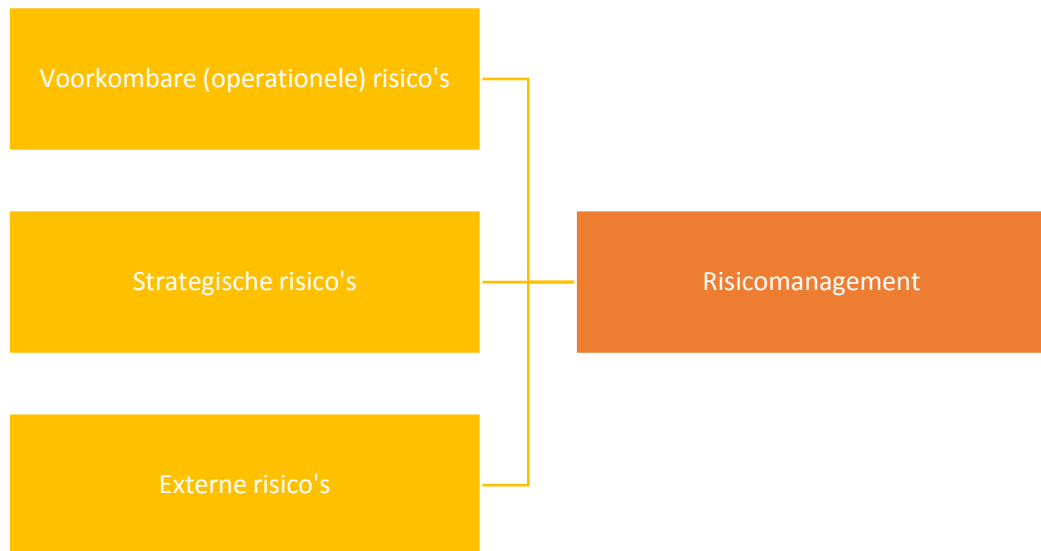 Voorkombare (operationele) risico's
Strategische risico's
Risicomanagement
Externe risico's